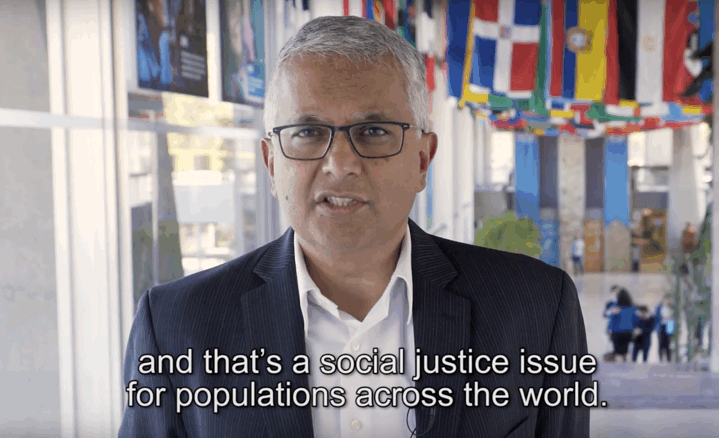 and that's a social justice issue
for populations across the world.